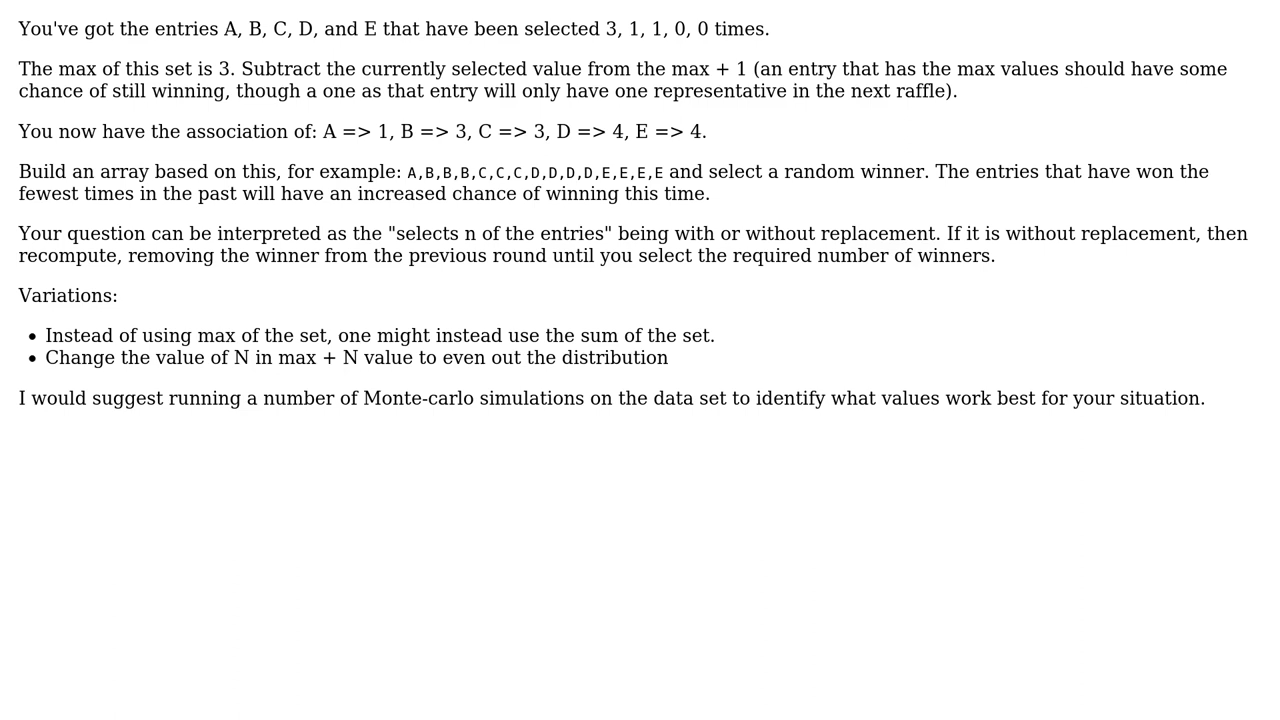 You've got the entries A, B, C, D, and E that have been selected 3, 1, 1, 0, 0 times.
The max of this set is 3. Subtract the currently selected value from the max + 1 (an entry that has the max values should have some
chance of still winning, though a one as that entry will only have one representative in the next raffle).
You now have the association of: A => 1, B => 3, C => 3, D => 4, E => 4.
Build an array based on this, for example: A,B,B,B,C,C,C,D,D,D,D,E,E,E,E and select a random winner. The entries that have won the
fewest times in the past will have an increased chance of winning this time.
Your question can be interpreted as the "selects n of the entries" being with or without replacement. If it is without replacement, then
recompute, removing the winner from the previous round until you select the required number of winners.
Variations:
• Instead of using max of the set, one might instead use the sum of the set.
• Change the value of N in max + N value to even out the distribution
I would suggest running a number of Monte-carlo simulations on the data set to identify what values work best for your situation.